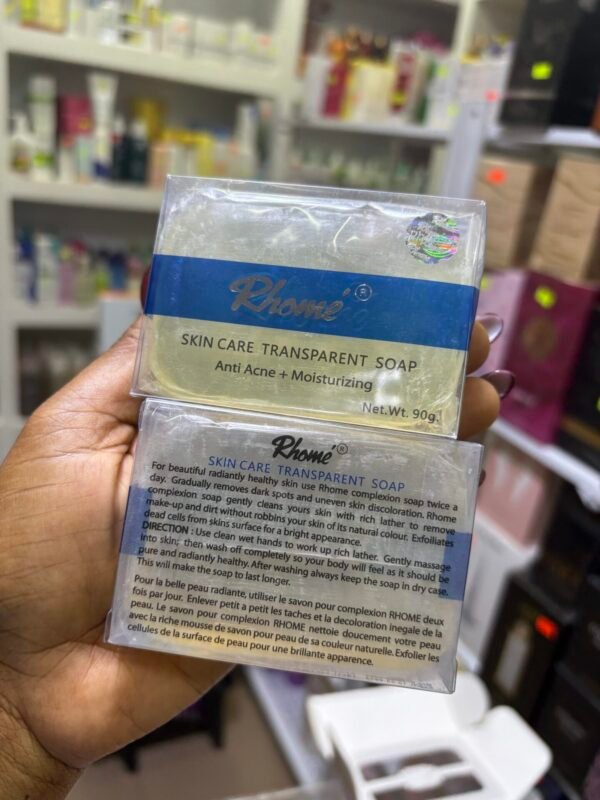 Rhomé®
SKIN CARE TRANSPARENT SOAP
Anti Acne + Moisturizing
Net.Wt. 90g.
Rhomé®
SKIN CARE TRANSPARENT SOAP
For beautiful radiantly healthy skin use Rhome complexion soap twice a
day. Gradually removes dark spots and uneven skin discoloration. Rhome
complexion soap gently cleans yours skin with rich lather to remove
make-up and dirt without robbins your skin of its natural colour. Exfoliates
dead cells from skins surface for a bright appearance.
DIRECTION : Use clean wet hands to work up rich lather. Gently massage
into skin; then wash off completely so your body will feel as it should be
pure and radiantly healthy. After washing always keep the soap in dry case.
This will make the soap to last longer.
Pour la belle peau radiante, utiliser le savon pour complexion RHOME deux
fois par jour. Enlever petit a petit les taches et la decoloration inegale de la
peau. Le savon pour complexion RHOME nettoie doucement votre peau
avec la riche mousse de savon pour peau de sa couleur naturelle. Exfolier les
cellules de la surface de peau pour une brillante apparence.